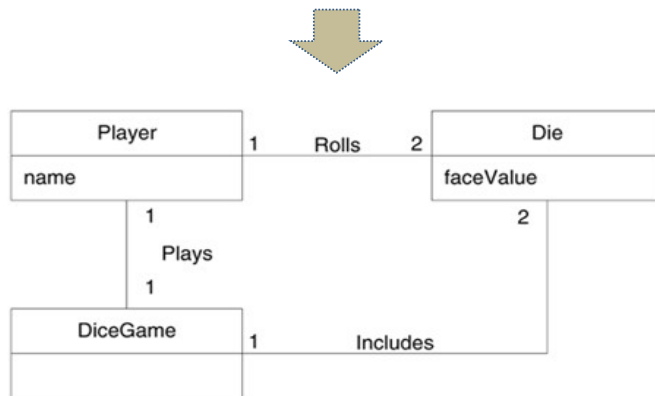 Player
Die
1 Rolls 2
name
faceValue
1
2
Plays
1
DiceGame
1 Includes